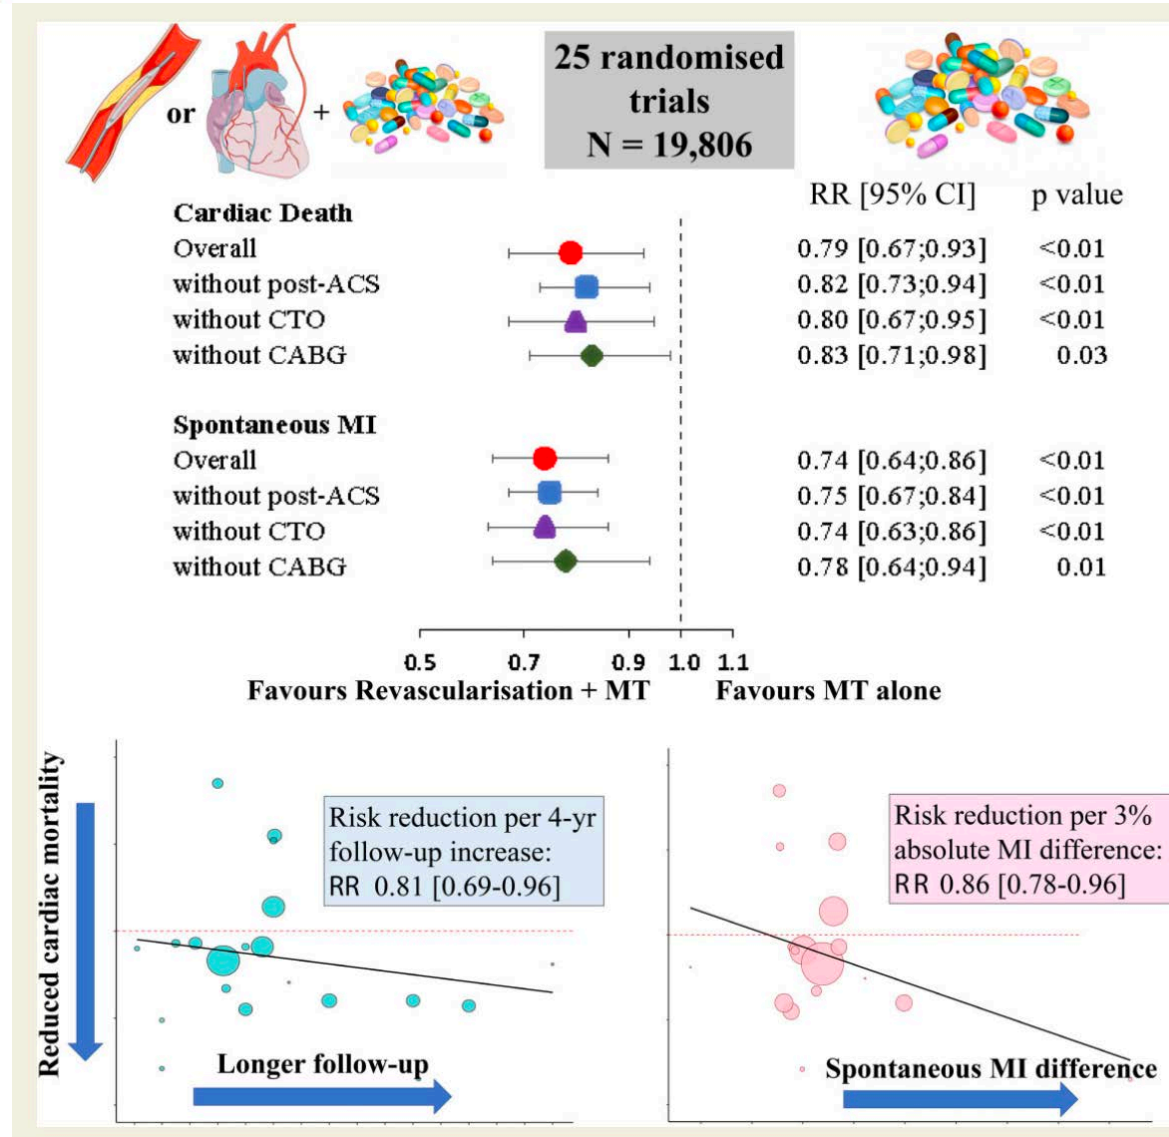 or
+
25 randomised
trials
N = 19,806
RR [95% CI] p value
Cardiac Death
Overall 0.79 [0.67;0.93] <0.01
without post-ACS 0.82 [0.73;0.94] <0.01
without CTO 0.80 [0.67;0.95] <0.01
without CABG 0.83 [0.71;0.98] 0.03
Spontaneous MI
Overall 0.74 [0.64;0.86] <0.01
without post-ACS 0.75 [0.67;0.84] <0.01
without CTO 0.74 [0.63;0.86] <0.01
without CABG 0.78 [0.64;0.94] 0.01
0.5 0.7 0.9 1.0 1.1
Favours Revascularisation + MT Favours MT alone
Reduced cardiac mortality
Risk reduction per 4-yr
follow-up increase:
RR 0.81 [0.69-0.96]
Longer follow-up
Risk reduction per 3%
absolute MI difference:
RR 0.86 [0.78-0.96]
Spontaneous MI difference